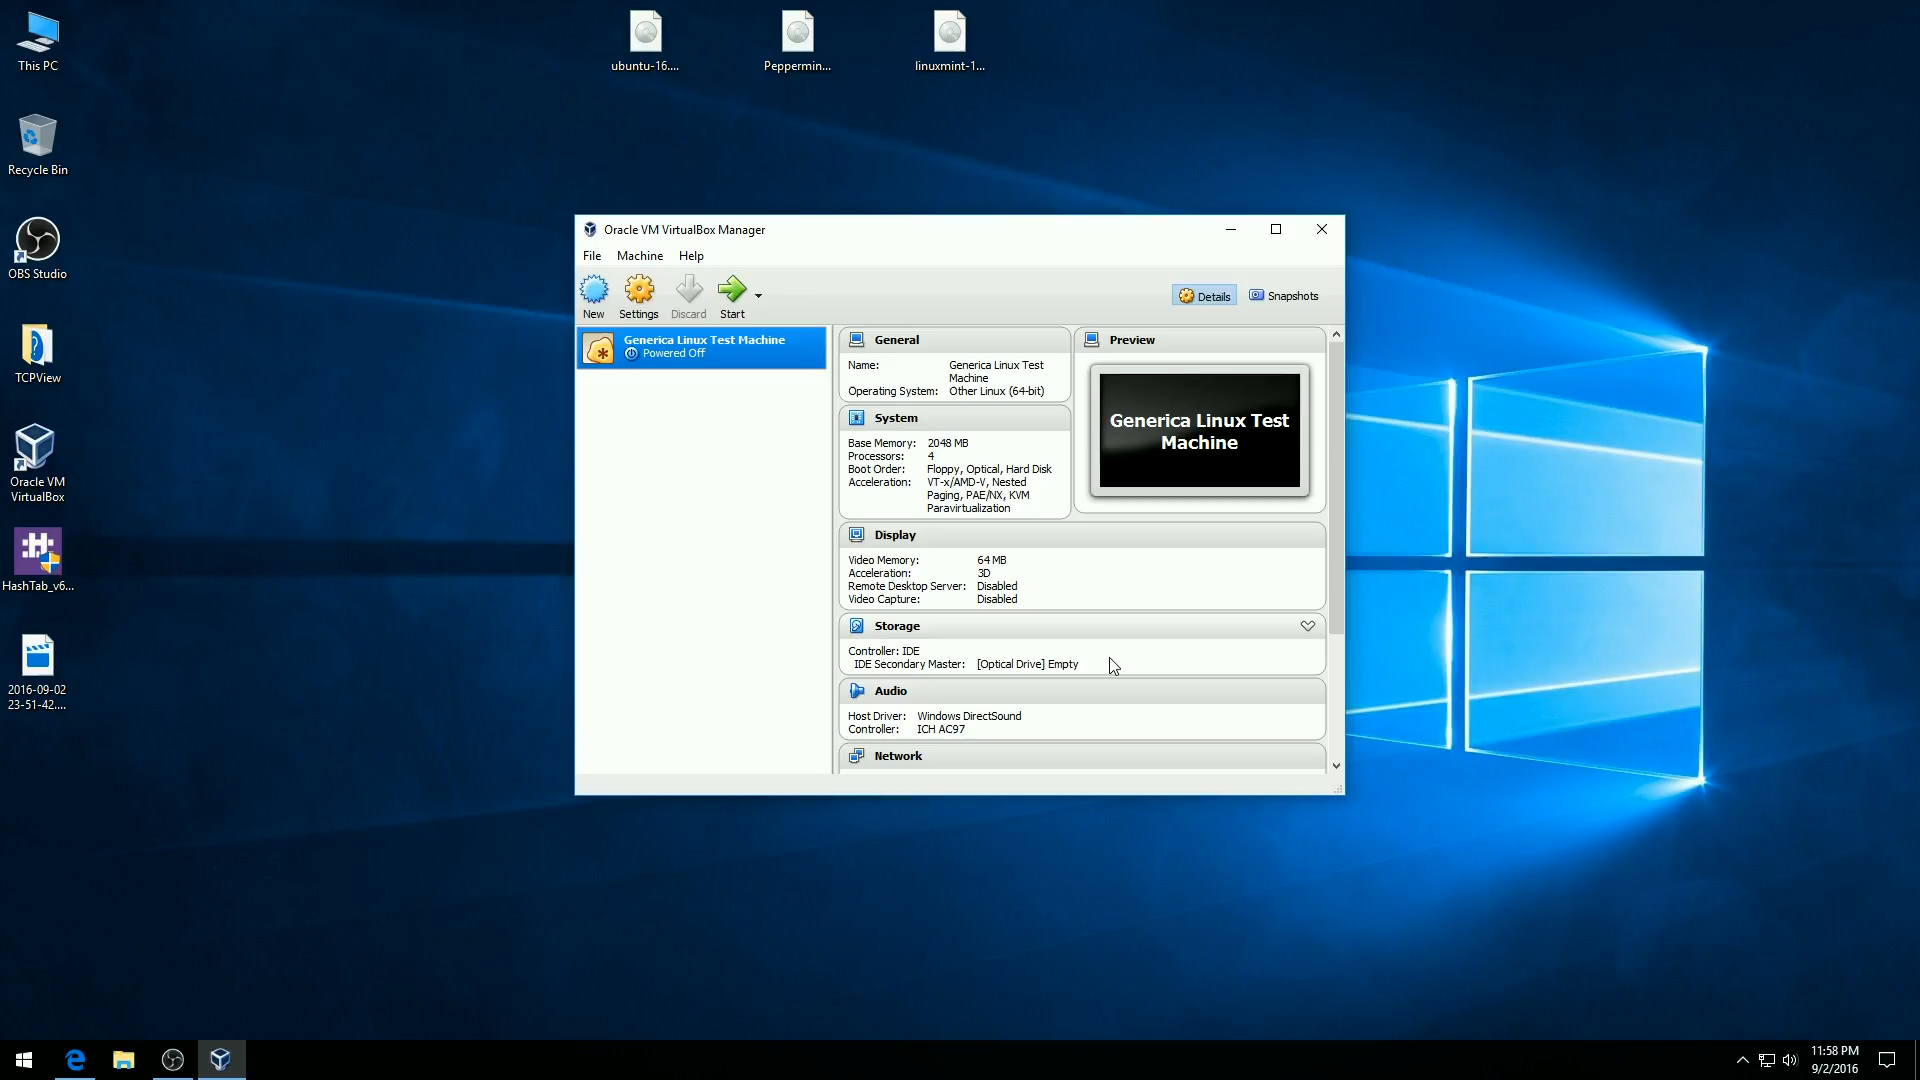 This PC
Recycle Bin
OBS Studio
TCPView
Oracle VM
VirtualBox
HashTab_v6...
2016-09-02
23-51-42....
ubuntu-16....
Peppermin...
linuxmint-1...
Oracle VM VirtualBox Manager
File Machine Help
New Settings Discard Start
Details Snapshots
Generica Linux Test Machine
Powered Off
General
Name: Generica Linux Test
Machine
Operating System: Other Linux (64-bit)
System
Base Memory: 2048 MB
Processors: 4
Boot Order: Floppy, Optical, Hard Disk
Acceleration: VT-x/AMD-V, Nested
Paging, PAE/NX, KVM
Paravirtualization
Preview
Generica Linux Test
Machine
Display
Video Memory: 64 MB
Acceleration: 3D
Remote Desktop Server: Disabled
Video Capture: Disabled
Storage
Controller: IDE
IDE Secondary Master: [Optical Drive] Empty
Audio
Host Driver: Windows DirectSound
Controller: ICH AC97
Network
11:58 PM
9/2/2016